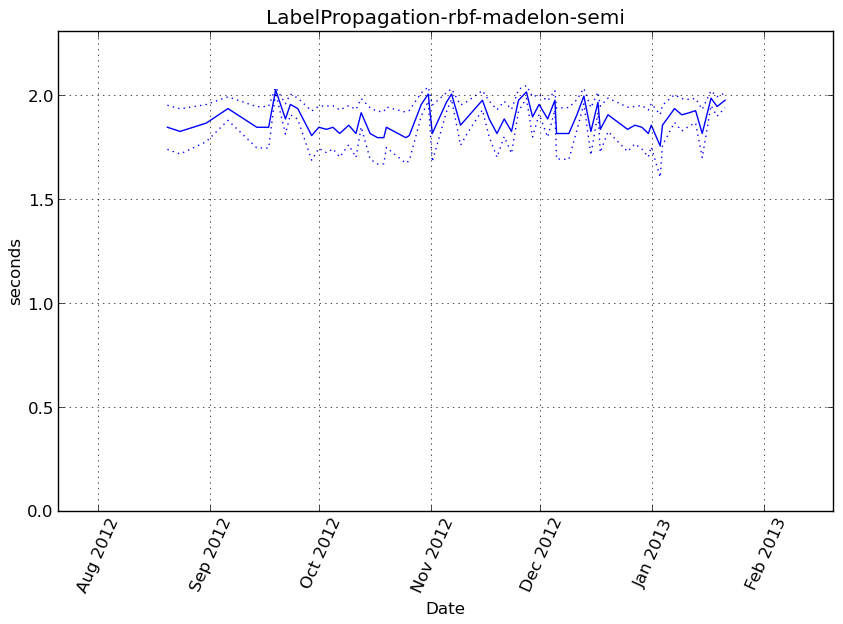 LabelPropagation-rbf-madelon-semi
2.0
1.5
1.0
0.5
0.0
seconds
Aug 2012
Sep 2012
Oct 2012
Nov 2012
Dec 2012
Jan 2013
Feb 2013
Date